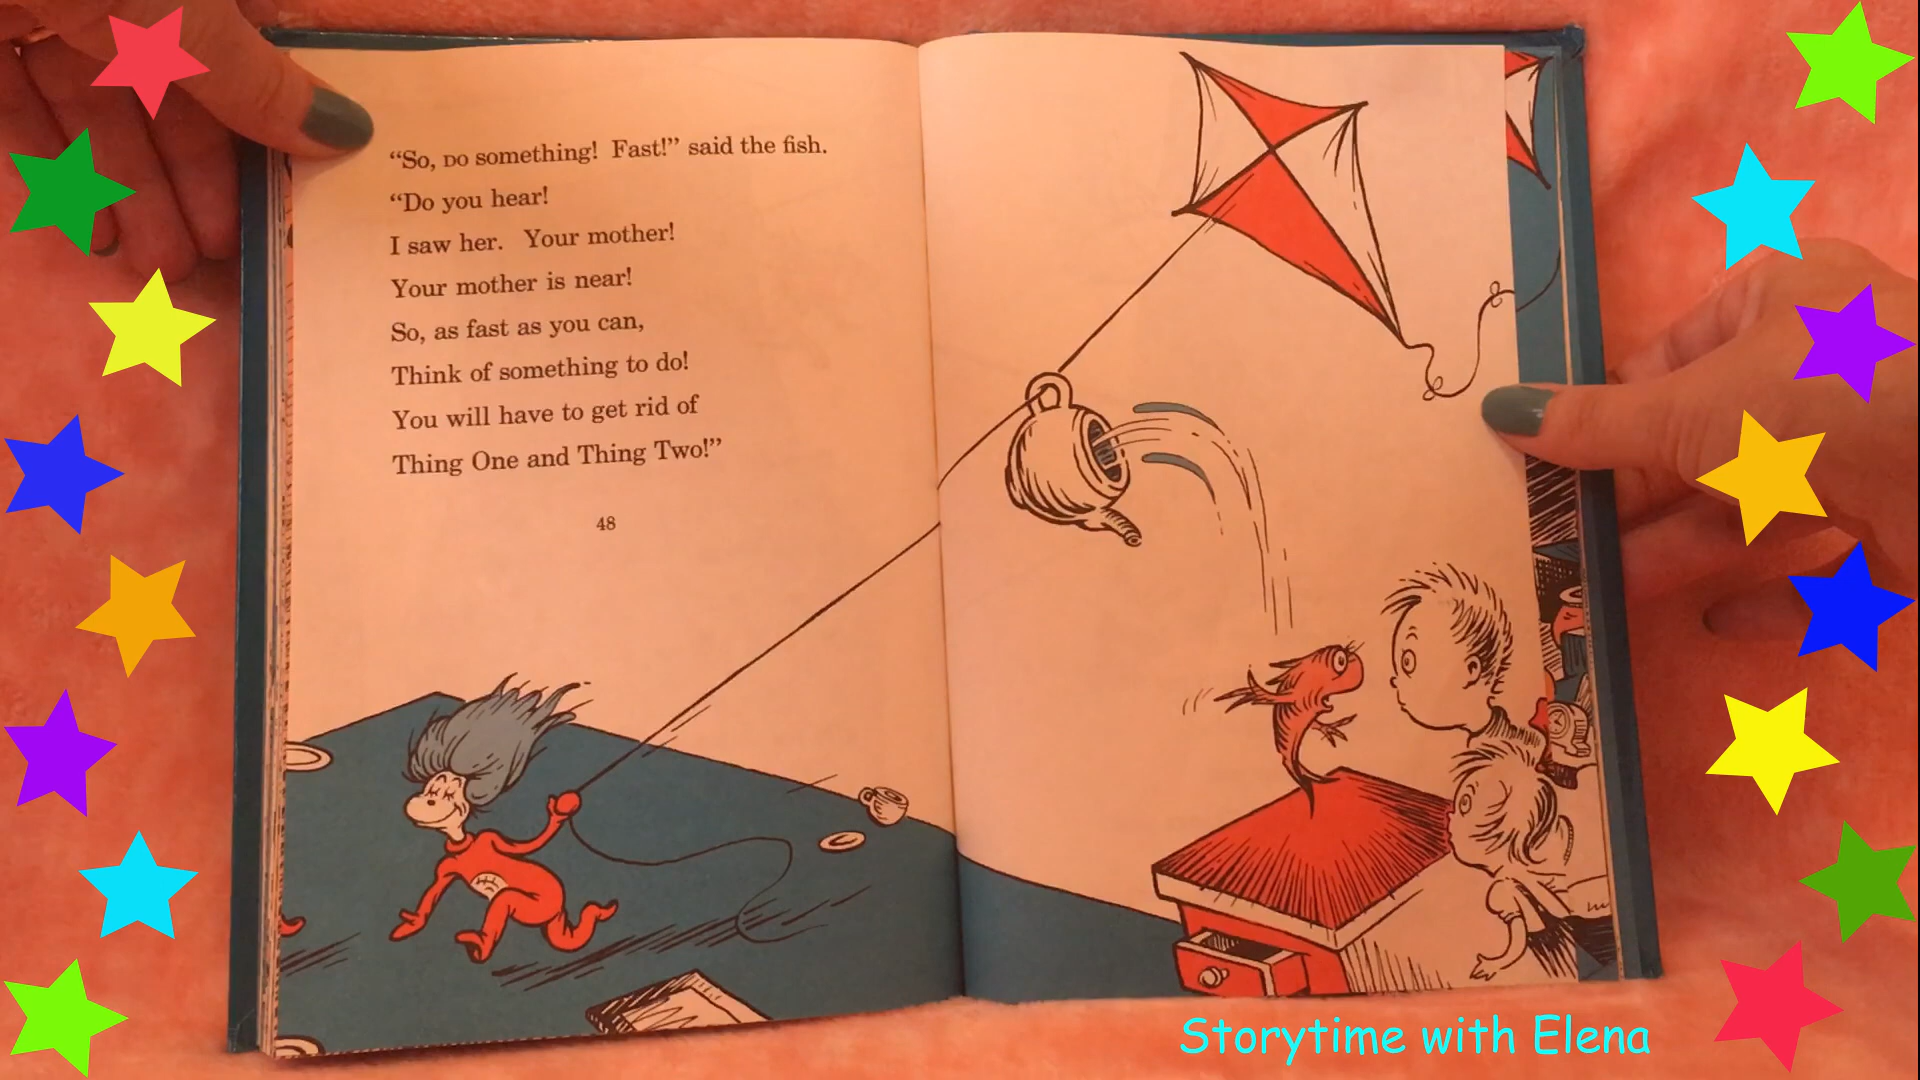 “So, DO something! Fast!” said the fish.
“Do you hear!
I saw her. Your mother!
Your mother is near!
So, as fast as you can,
Think of something to do!
You will have to get rid of
Thing One and Thing Two!”
48
Storytime with Elena